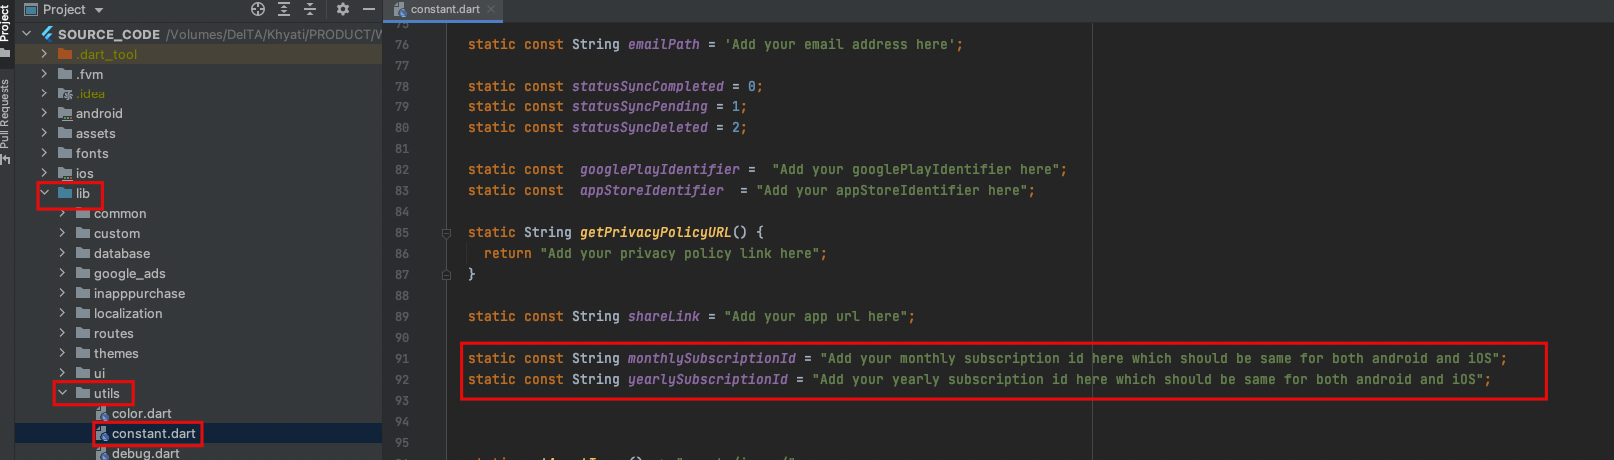 Project
constant.dart
Project
Pull Requests
SOURCE_CODE /Volumes/DelTA/Khyati/PRODUCT/W
.dart_tool
.fvm
.idea
android
assets
fonts
ios
lib
common
custom
database
google_ads
inapppurchase
localization
routes
themes
ui
utils
color.dart
constant.dart
debug.dart
75
76 static const String emailPath = 'Add your email address here';
77
78 static const statusSyncCompleted = 0;
79 static const statusSyncPending = 1;
80 static const statusSyncDeleted = 2;
81
82 static const  googlePlayIdentifier =  "Add your googlePlayIdentifier here";
83 static const  appStoreIdentifier  = "Add your appStoreIdentifier here";
84
85 static String getPrivacyPolicyURL() {
86 return "Add your privacy policy link here";
87 }
88
89 static const String shareLink = "Add your app url here";
90
91 static const String monthlySubscriptionId = "Add your monthly subscription id here which should be same for both android and iOS";
92 static const String yearlySubscriptionId = "Add your yearly subscription id here which should be same for both android and iOS";
93
94
95